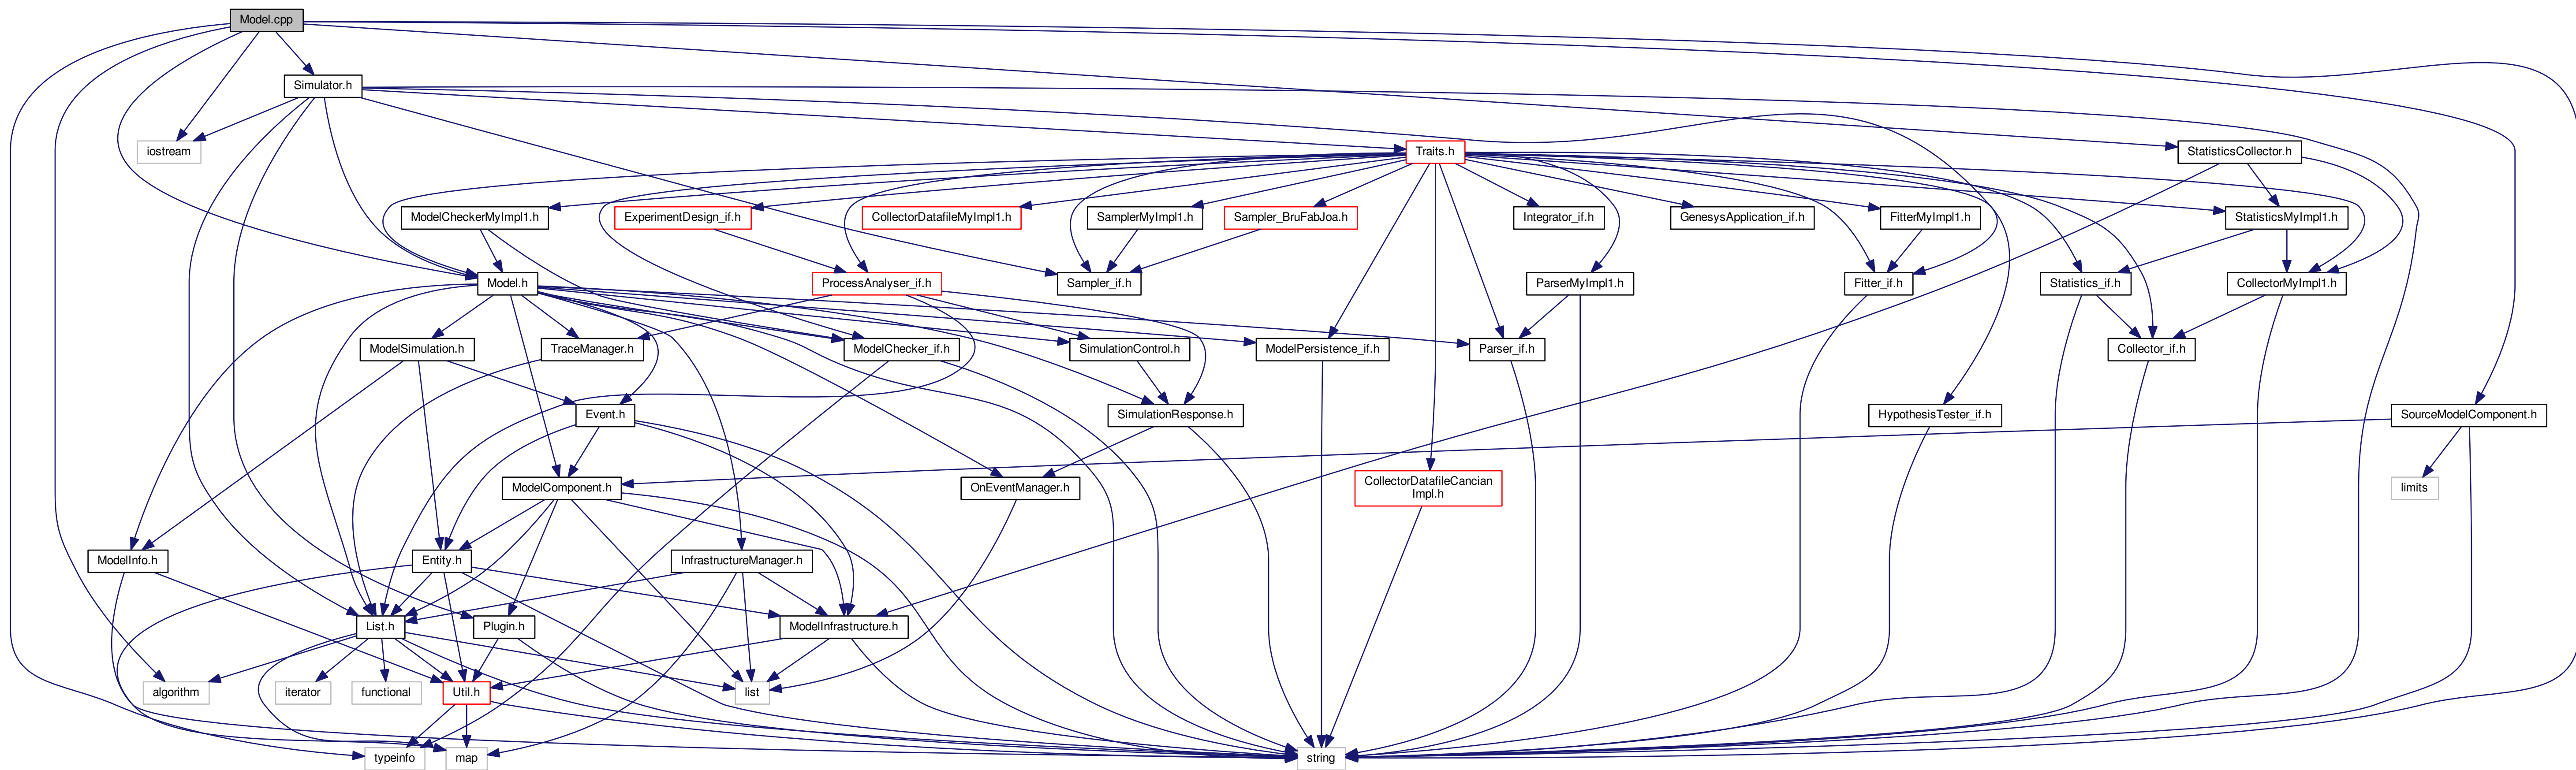 Model.cpp
Simulator.h
iostream
Traits.h
StatisticsCollector.h
ModelCheckerMyImpl1.h
ExperimentDesign_if.h
CollectorDatafileMyImpl1.h
SamplerMyImpl1.h
Sampler_BruFabJoa.h
Integrator_if.h
GenesysApplication_if.h
FitterMyImpl1.h
StatisticsMyImpl1.h
Model.h
ProcessAnalyser_if.h
Sampler_if.h
ParserMyImpl1.h
Fitter_if.h
Statistics_if.h
CollectorMyImpl1.h
ModelSimulation.h
TraceManager.h
ModelChecker_if.h
SimulationControl.h
ModelPersistence_if.h
Parser_if.h
Collector_if.h
Event.h
SimulationResponse.h
HypothesisTester_if.h
SourceModelComponent.h
ModelComponent.h
OnEventManager.h
CollectorDatafileCancian
Impl.h
limits
ModelInfo.h
Entity.h
InfrastructureManager.h
List.h
Plugin.h
ModelInfrastructure.h
algorithm
iterator
functional
Util.h
list
typeinfo
map
string